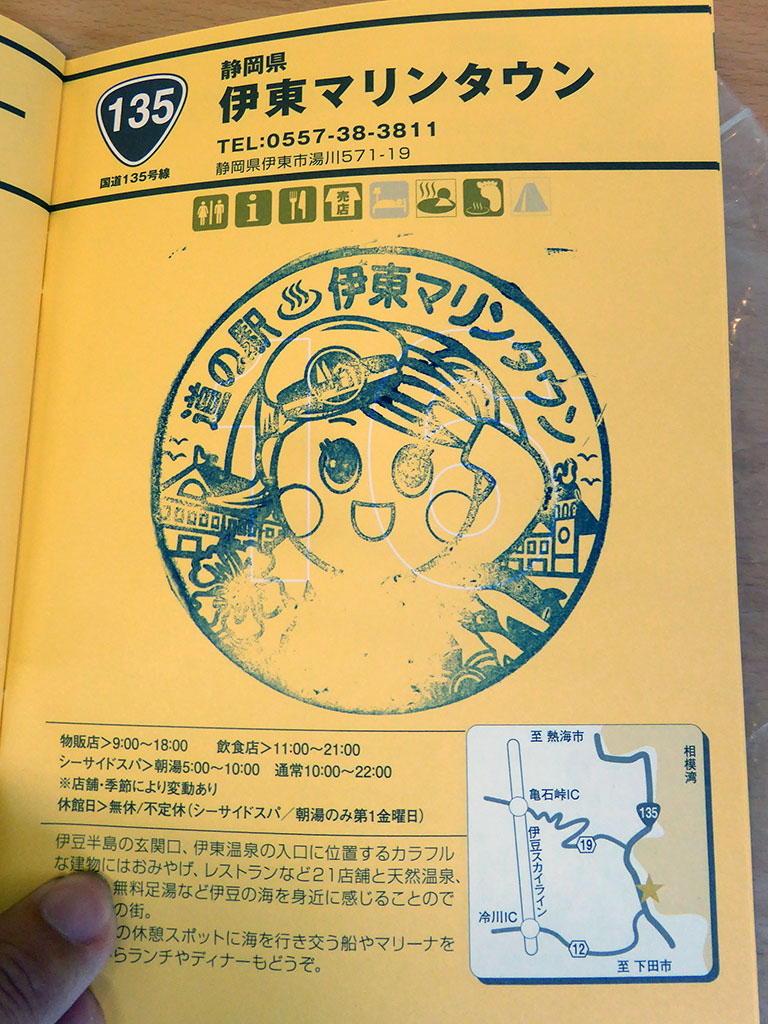 135
国道135号線
静岡県
伊東マリンタウン
TEL:0557-38-3811
静岡県伊東市湯川571-19
売店
道の駅 伊東マリンタウン
16
物販店>9:00〜18:00 飲食店>11:00〜21:00
シーサイドスパ>朝湯5:00〜10:00 通常10:00〜22:00
※店舗・季節により変動あり
休館日>無休/不定休(シーサイドスパ/朝湯のみ第1金曜日)
伊豆半島の玄関口、伊東温泉の入口に位置するカラフル
な建物にはおみやげ、レストランなど21店舗と天然温泉、
無料足湯など伊豆の海を身近に感じることので
の街。
の休憩スポットに海を行き交う船やマリーナを
らランチやディナーもどうぞ。
至 熱海市
相模湾
亀石峠IC
135
19
伊豆スカイライン
冷川IC
12
至 下田市